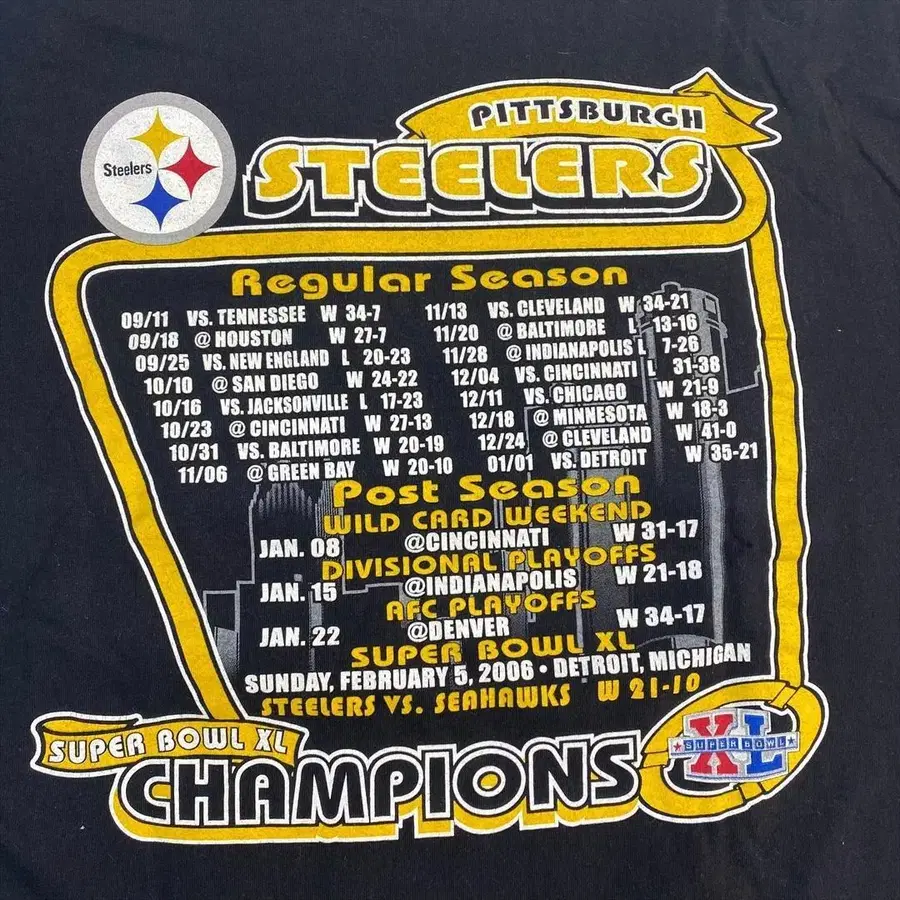 PITTSBURGH
Steelers
STEELERS
Regular Season
09/11 VS. TENNESSEE W 34-7
09/18 @ HOUSTON W 27-7
09/25 VS. NEW ENGLAND L 20-23
10/10 @ SAN DIEGO W 24-22
10/16 VS. JACKSONVILLE L 17-23
10/23 @ CINCINNATI W 27-13
10/31 VS. BALTIMORE W 20-19
11/06 @ GREEN BAY W 20-10
11/13 VS. CLEVELAND W 34-21
11/20 @ BALTIMORE L 13-16
11/28 @ INDIANAPOLIS L 7-26
12/04 VS. CINCINNATI L 31-38
12/11 VS. CHICAGO W 21-9
12/18 @ MINNESOTA W 18-3
12/24 @ CLEVELAND W 41-0
01/01 VS. DETROIT W 35-21
Post Season
WILD CARD WEEKEND
JAN. 08 @CINCINNATI W 31-17
DIVISIONAL PLAYOFFS
JAN. 15 @INDIANAPOLIS W 21-18
AFC PLAYOFFS
JAN. 22 @DENVER W 34-17
SUPER BOWL XL
SUNDAY, FEBRUARY 5, 2006 • DETROIT, MICHIGAN
STEELERS VS. SEAHAWKS W 21-10
SUPER BOWL XL
CHAMPIONS
XL
SUPER BOWL